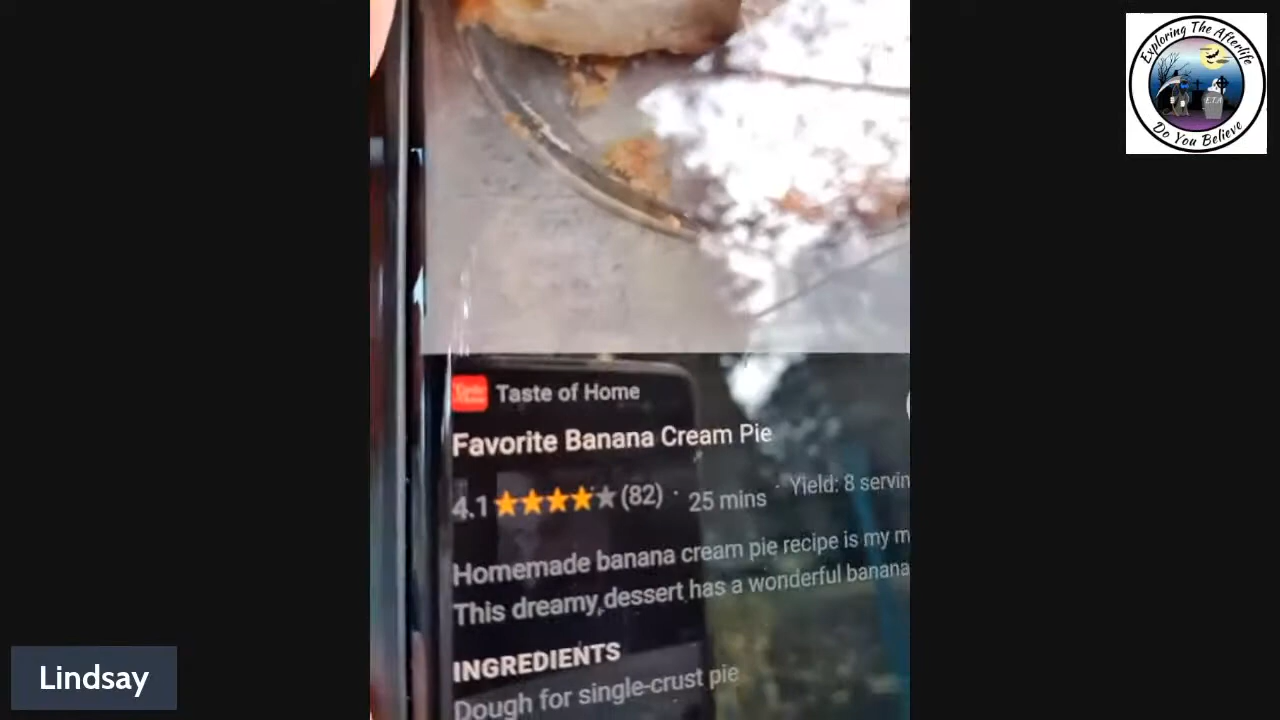 Exploring The Afterlife
E.T.A
Do You Believe
Taste of Home
Favorite Banana Cream Pie
4.1 (82) · 25 mins · Yield: 8 servin
Homemade banana cream pie recipe is my m
This dreamy, dessert has a wonderful banana
INGREDIENTS
Dough for single-crust pie
Lindsay